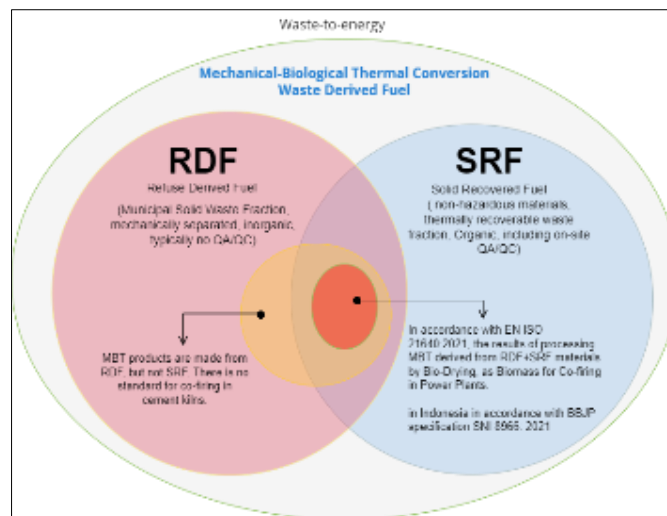 Waste-to-energy
Mechanical-Biological Thermal Conversion
Waste Derived Fuel
RDF
Refuse Derived Fuel
(Municipal Solid Waste Fraction,
mechanically separated, inorganic,
typically no QA/QC)
SRF
Solid Recovered Fuel
( non-hazardous materials,
thermally recoverable waste
fraction, Organic, including on-site
QA/QC)
MBT products are made from
RDF, but not SRF. There is no
standard for co-firing in
cement kilns.
In accordance with EN ISO
21640 2021, the results of processing
MBT derived from RDF+SRF materials
by Bio-Drying, as Biomass for Co-firing
in Power Plants.
in Indonesia in accordance with BBJP
specification SNI 8966. 2021